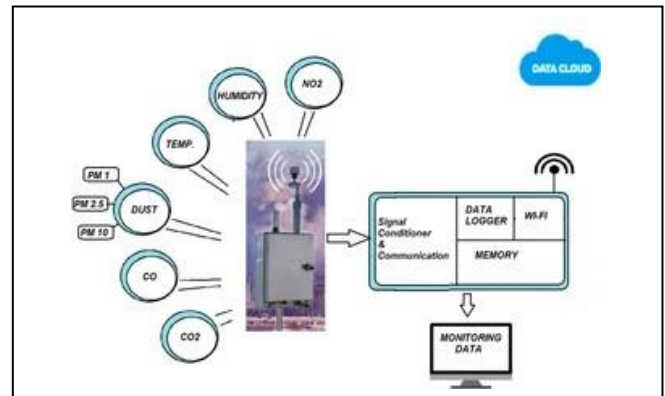 DATA CLOUD
HUMIDITY
NO2
TEMP.
PM 1
PM 2.5
PM 10
DUST
CO
CO2
Signal
Conditioner
&
Communication
DATA
LOGGER
WI-FI
MEMORY
MONITORING
DATA